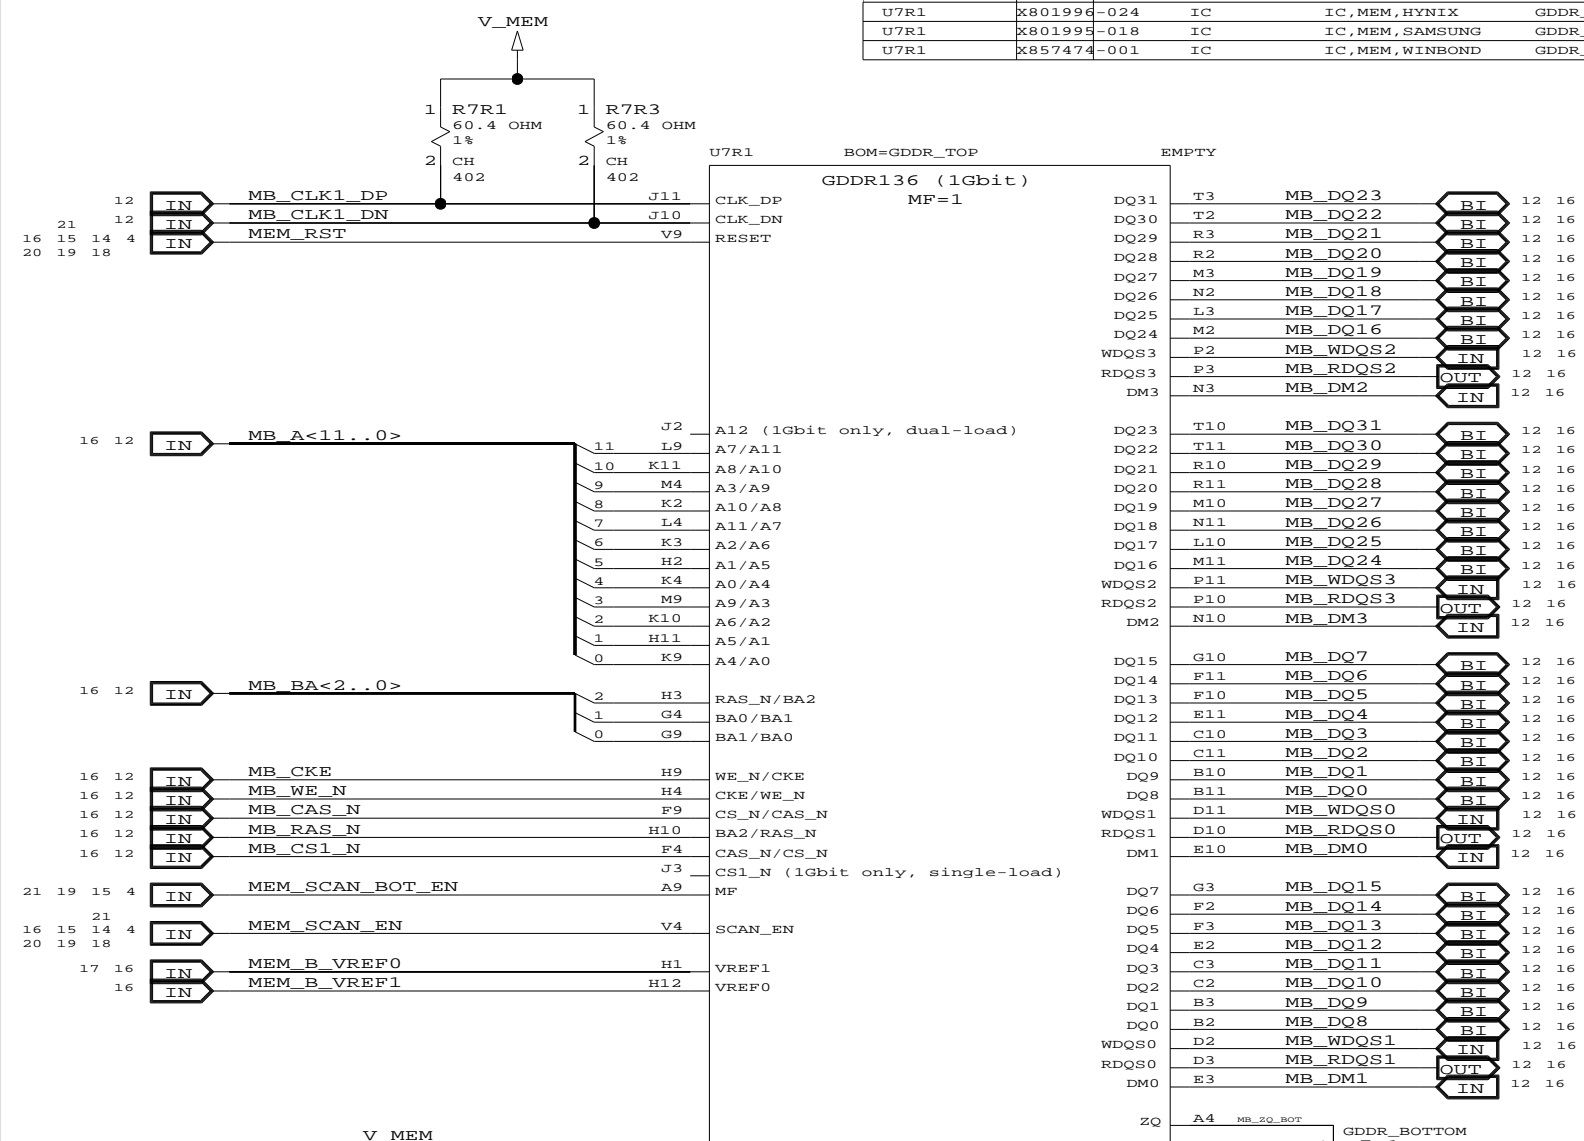 V_MEM
U7R1 X801996-024 IC IC,MEM,HYNIX GDDR_
U7R1 X801995-018 IC IC,MEM,SAMSUNG GDDR_
U7R1 X857474-001 IC IC,MEM,WINBOND GDDR_
1 R7R1 1 R7R3
60.4 OHM 60.4 OHM
1% 1%
2 CH 2 CH
402 402
U7R1 BOM=GDDR_TOP EMPTY
GDDR136 (1Gbit)
MF=1
12 IN MB_CLK1_DP J11 CLK_DP
21 12 IN MB_CLK1_DN J10 CLK_DN
16 15 14 4 IN MEM_RST V9 RESET
20 19 18
16 12 IN MB_A<11..0>
J2 A12 (1Gbit only, dual-load)
11 L9 A7/A11
10 K11 A8/A10
9 M4 A3/A9
8 K2 A10/A8
7 L4 A11/A7
6 K3 A2/A6
5 H2 A1/A5
4 K4 A0/A4
3 M9 A9/A3
2 K10 A6/A2
1 H11 A5/A1
0 K9 A4/A0
16 12 IN MB_BA<2..0>
2 H3 RAS_N/BA2
1 G4 BA0/BA1
0 G9 BA1/BA0
16 12 IN MB_CKE H9 WE_N/CKE
16 12 IN MB_WE_N H4 CKE/WE_N
16 12 IN MB_CAS_N F9 CS_N/CAS_N
16 12 IN MB_RAS_N H10 BA2/RAS_N
16 12 IN MB_CS1_N F4 CAS_N/CS_N
J3 CS1_N (1Gbit only, single-load)
21 19 15 4 IN MEM_SCAN_BOT_EN A9 MF
21
16 15 14 4 IN MEM_SCAN_EN V4 SCAN_EN
20 19 18
17 16 IN MEM_B_VREF0 H1 VREF1
16 IN MEM_B_VREF1 H12 VREF0
V_MEM
DQ31 T3 MB_DQ23 BI 12 16
DQ30 T2 MB_DQ22 BI 12 16
DQ29 R3 MB_DQ21 BI 12 16
DQ28 R2 MB_DQ20 BI 12 16
DQ27 M3 MB_DQ19 BI 12 16
DQ26 N2 MB_DQ18 BI 12 16
DQ25 L3 MB_DQ17 BI 12 16
DQ24 M2 MB_DQ16 BI 12 16
WDQS3 P2 MB_WDQS2 IN 12 16
RDQS3 P3 MB_RDQS2 OUT 12 16
DM3 N3 MB_DM2 IN 12 16
DQ23 T10 MB_DQ31 BI 12 16
DQ22 T11 MB_DQ30 BI 12 16
DQ21 R10 MB_DQ29 BI 12 16
DQ20 R11 MB_DQ28 BI 12 16
DQ19 M10 MB_DQ27 BI 12 16
DQ18 N11 MB_DQ26 BI 12 16
DQ17 L10 MB_DQ25 BI 12 16
DQ16 M11 MB_DQ24 BI 12 16
WDQS2 P11 MB_WDQS3 IN 12 16
RDQS2 P10 MB_RDQS3 OUT 12 16
DM2 N10 MB_DM3 IN 12 16
DQ15 G10 MB_DQ7 BI 12 16
DQ14 F11 MB_DQ6 BI 12 16
DQ13 F10 MB_DQ5 BI 12 16
DQ12 E11 MB_DQ4 BI 12 16
DQ11 C10 MB_DQ3 BI 12 16
DQ10 C11 MB_DQ2 BI 12 16
DQ9 B10 MB_DQ1 BI 12 16
DQ8 B11 MB_DQ0 BI 12 16
WDQS1 D11 MB_WDQS0 IN 12 16
RDQS1 D10 MB_RDQS0 OUT 12 16
DM1 E10 MB_DM0 IN 12 16
DQ7 G3 MB_DQ15 BI 12 16
DQ6 F2 MB_DQ14 BI 12 16
DQ5 F3 MB_DQ13 BI 12 16
DQ4 E2 MB_DQ12 BI 12 16
DQ3 C3 MB_DQ11 BI 12 16
DQ2 C2 MB_DQ10 BI 12 16
DQ1 B3 MB_DQ9 BI 12 16
DQ0 B2 MB_DQ8 BI 12 16
WDQS0 D2 MB_WDQS1 IN 12 16
RDQS0 D3 MB_RDQS1 OUT 12 16
DM0 E3 MB_DM1 IN 12 16
ZQ A4 MB_ZQ_BOT
GDDR_BOTTOM